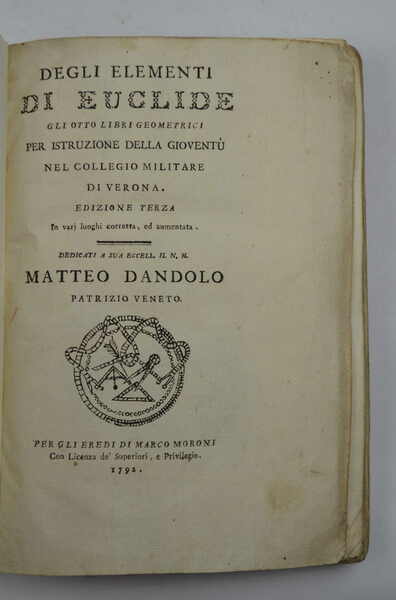 DEGLI ELEMENTI
DI EUCLIDE
GLI OTTO LIBRI GEOMETRICI
PER ISTRUZIONE DELLA GIOVENTÙ
NEL COLLEGIO MILITARE
DI VERONA.
EDIZIONE TERZA
In varj luoghi corretta, ed aumentata.
DEDICATI A SUA ECCELL. IL N. H.
MATTEO DANDOLO
PATRIZIO VENETO.
PER GLI EREDI DI MARCO MORONI
Con Licenza de' Superiori, e Privilegio.
1792.